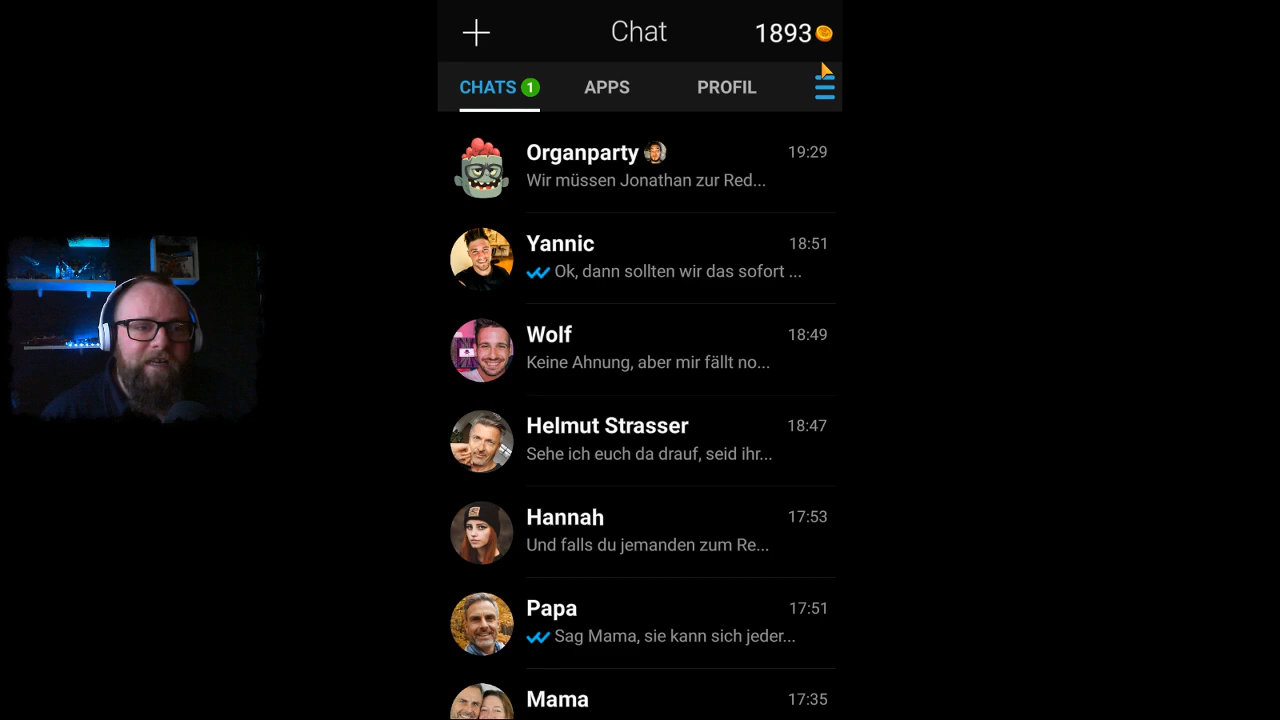 Chat
1893
CHATS 1
APPS
PROFIL
Organparty
19:29
Wir müssen Jonathan zur Red...
Yannic
18:51
Ok, dann sollten wir das sofort ...
Wolf
18:49
Keine Ahnung, aber mir fällt no...
Helmut Strasser
18:47
Sehe ich euch da drauf, seid ihr...
Hannah
17:53
Und falls du jemanden zum Re...
Papa
17:51
Sag Mama, sie kann sich jeder...
Mama
17:35